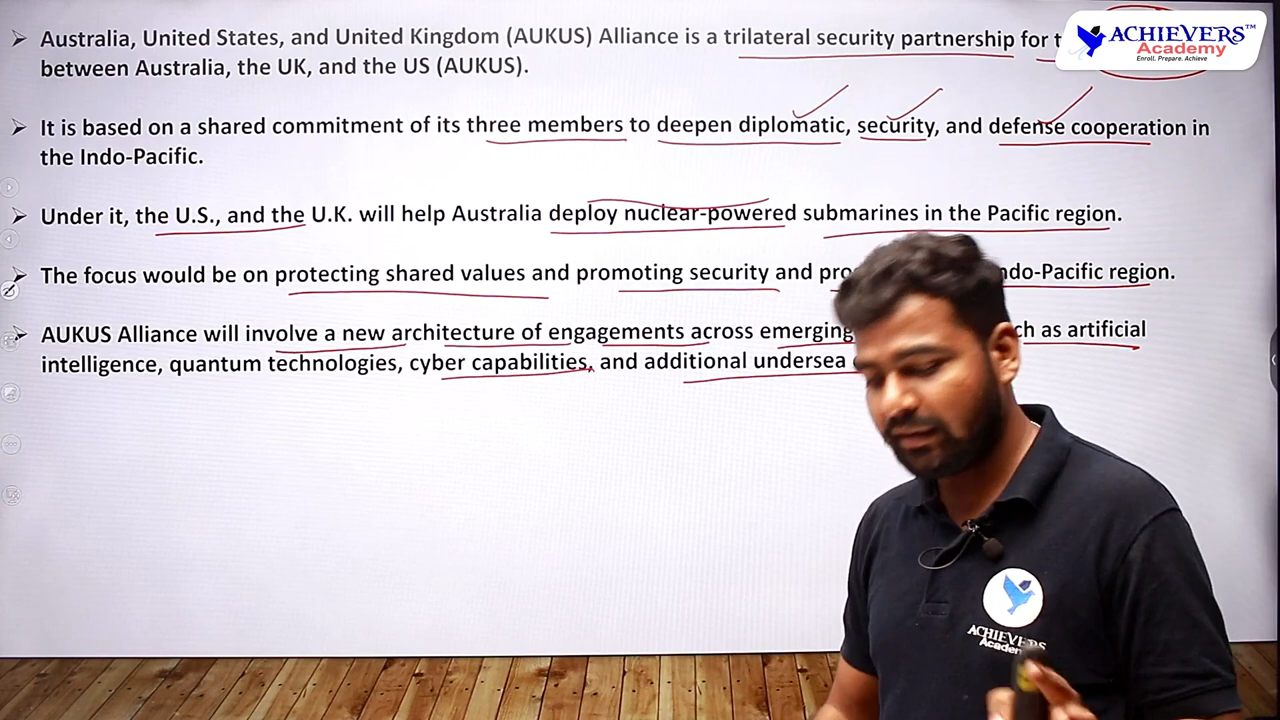 Australia, United States, and United Kingdom (AUKUS) Alliance is a trilateral security partnership for
between Australia, the UK, and the US (AUKUS).
It is based on a shared commitment of its three members to deepen diplomatic, security, and defense cooperation in
the Indo-Pacific.
Under it, the U.S., and the U.K. will help Australia deploy nuclear-powered submarines in the Pacific region.
The focus would be on protecting shared values and promoting security and ndo-Pacific region.
AUKUS Alliance will involve a new architecture of engagements across emerging ch as artificial
intelligence, quantum technologies, cyber capabilities, and additional undersea
ACHIEVERS™
Academy
Enroll. Prepare. Achieve
ACHIEVERS
Academy